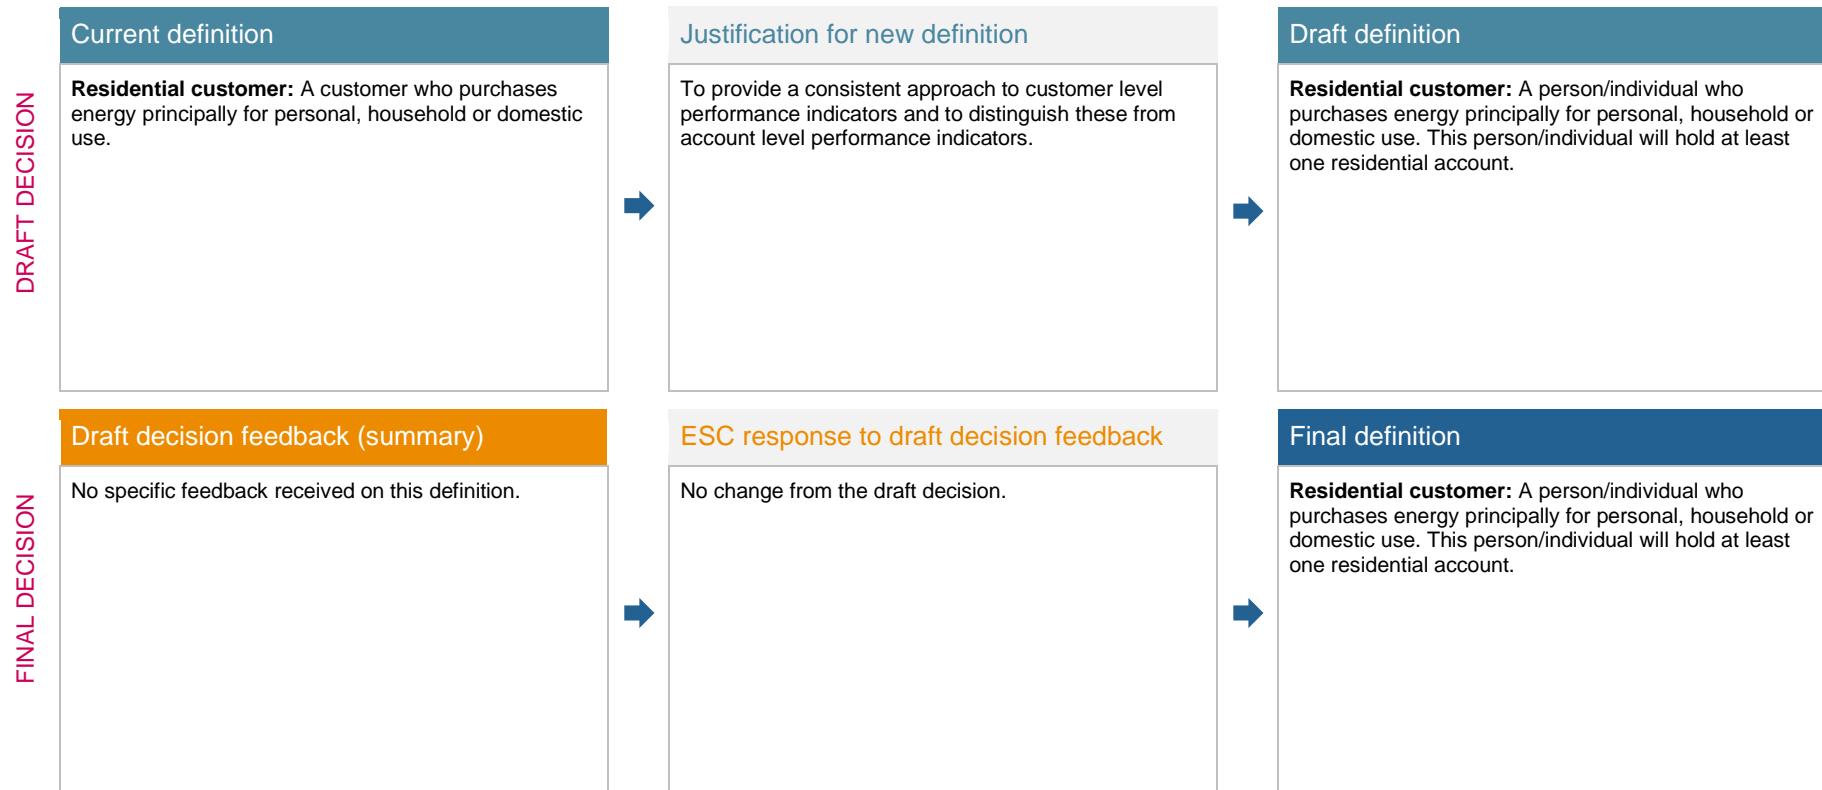 DRAFT DECISION
Current definition
Residential customer: A customer who purchases
energy principally for personal, household or domestic
use.
Justification for new definition
To provide a consistent approach to customer level
performance indicators and to distinguish these from
account level performance indicators.
Draft definition
Residential customer: A person/individual who
purchases energy principally for personal, household or
domestic use. This person/individual will hold at least
one residential account.
FINAL DECISION
Draft decision feedback (summary)
No specific feedback received on this definition.
ESC response to draft decision feedback
No change from the draft decision.
Final definition
Residential customer: A person/individual who
purchases energy principally for personal, household or
domestic use. This person/individual will hold at least
one residential account.